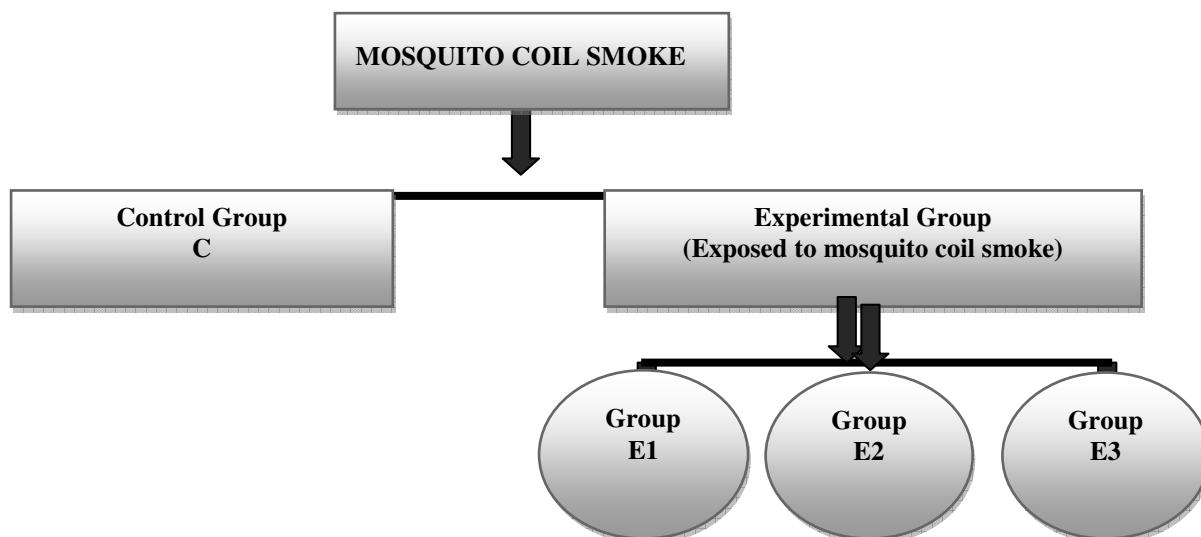 MOSQUITO COIL SMOKE
Control Group
C
Experimental Group
(Exposed to mosquito coil smoke)
Group
E1
Group
E2
Group
E3